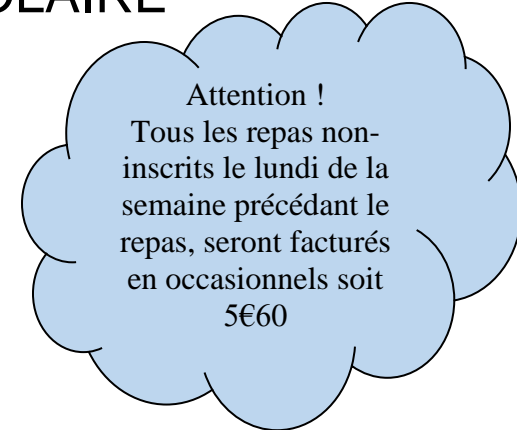 OLAIRE
Attention !
Tous les repas non-
inscrits le lundi de la
semaine précédant le
repas, seront facturés
en occasionnels soit
5€60